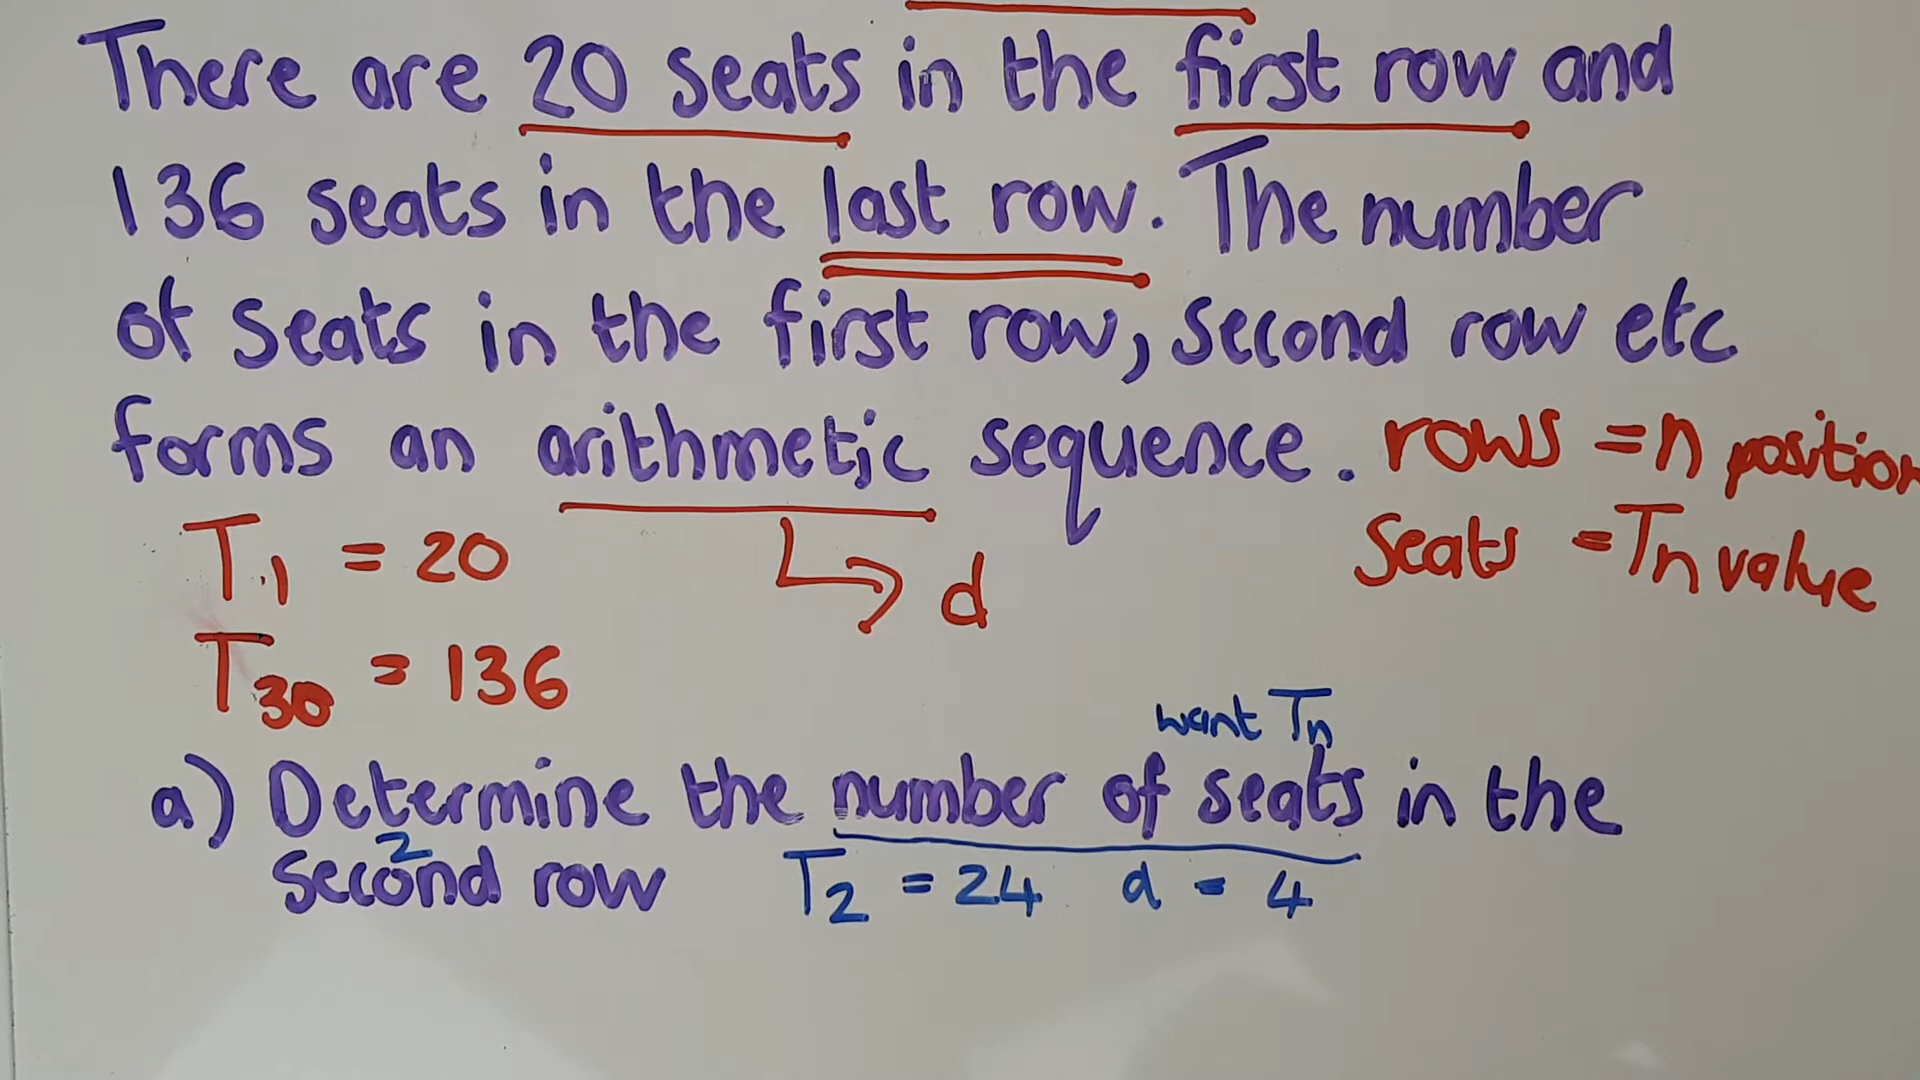 There are 20 seats in the first row and
136 seats in the last row. The number
of seats in the first row, second row etc
forms an arithmetic sequence. rows = n position
T1 = 20 d seats = Tn value
T30 = 136
want Tn
a) Determine the number of seats in the
2
second row T2 = 24 d = 4